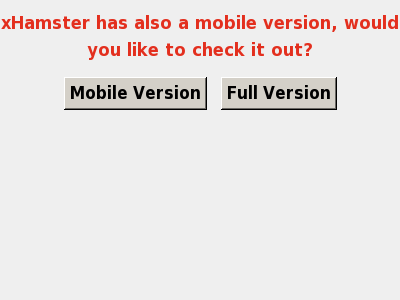 xHamster has also a mobile version, would
you like to check it out?
Mobile Version Full Version